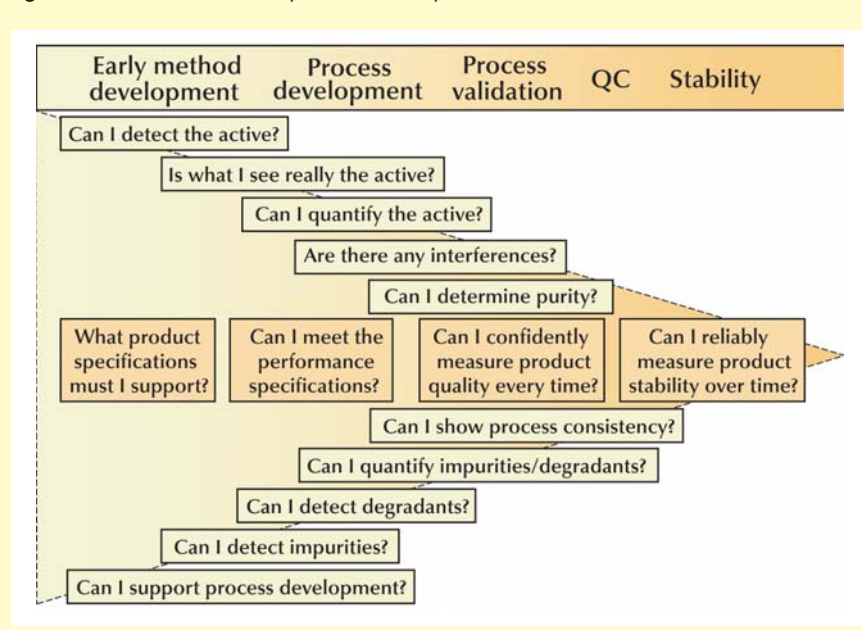 Early method
development
Process
development
Process
validation
QC
Stability
Can I detect the active?
Is what I see really the active?
Can I quantify the active?
Are there any interferences?
Can I determine purity?
What product
specifications
must I support?
Can I meet the
performance
specifications?
Can I confidently
measure product
quality every time?
Can I reliably
measure product
stability over time?
Can I show process consistency?
Can I quantify impurities/degradants?
Can I detect degradants?
Can I detect impurities?
Can I support process development?